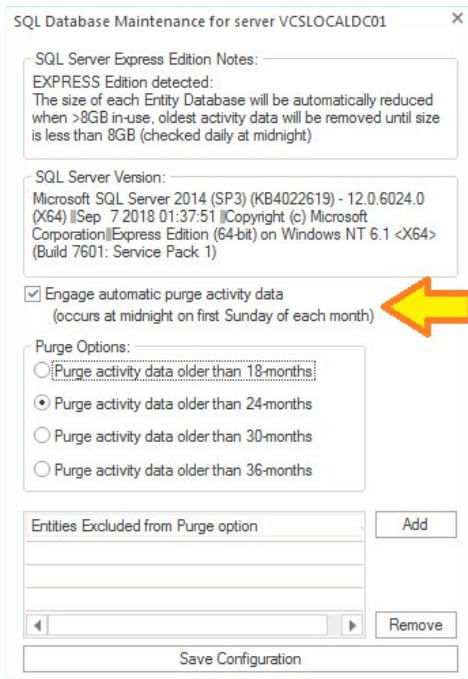 SQL Database Maintenance for server VCSLOCALDC01
SQL Server Express Edition Notes:
EXPRESS Edition detected:
The size of each Entity Database will be automatically reduced
when >8GB in-use, oldest activity data will be removed until size
is less than 8GB (checked daily at midnight)
SQL Server Version:
Microsoft SQL Server 2014 (SP3) (KB4022619) - 12.0.6024.0
(X64) ||Sep  7 2018 01:37:51 ||Copyright (c) Microsoft
Corporation||Express Edition (64-bit) on Windows NT 6.1 <X64>
(Build 7601: Service Pack 1)
Engage automatic purge activity data
(occurs at midnight on first Sunday of each month)
Purge Options:
Purge activity data older than 18-months
Purge activity data older than 24-months
Purge activity data older than 30-months
Purge activity data older than 36-months
Entities Excluded from Purge option
Add
Remove
Save Configuration